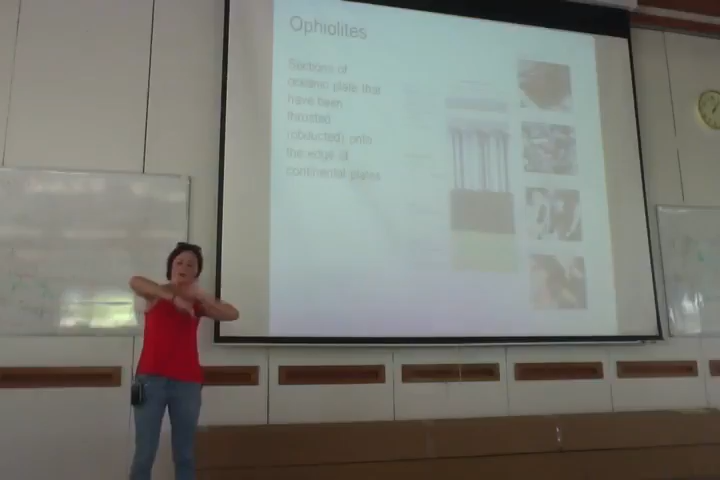 Ophiolites
Sections of
oceanic plate that
have been
thrusted
(obducted) onto
the edge of
continental plates